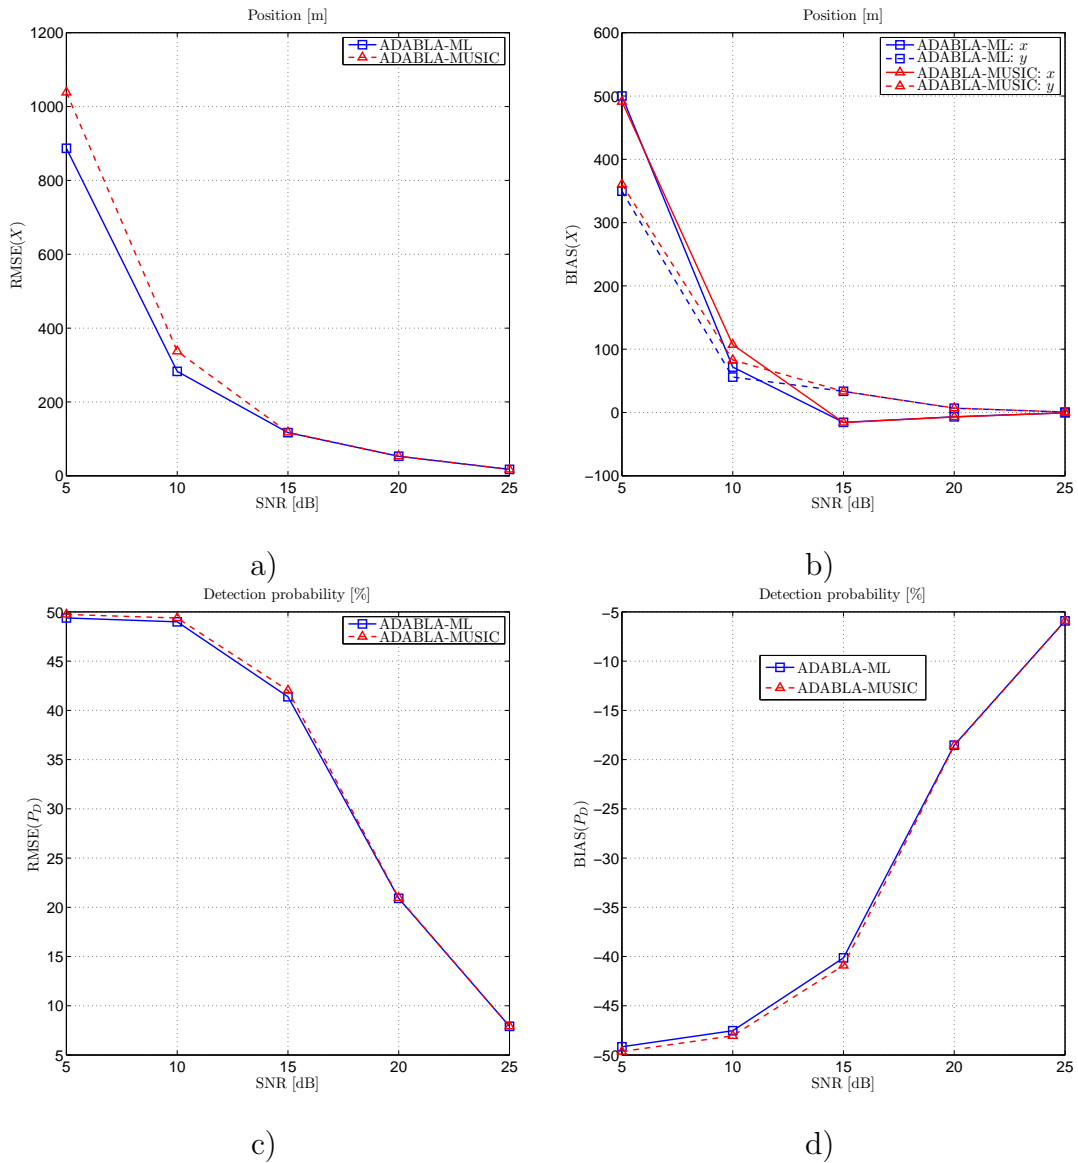 Position [m]
1200
1000
800
600
400
200
0
RMSE(X)
ADABLA-ML
ADABLA-MUSIC
5 10 15 20 25
SNR [dB]
a)
Position [m]
600
500
400
300
200
100
0
−100
BIAS(X)
ADABLA-ML: x
ADABLA-ML: y
ADABLA-MUSIC: x
ADABLA-MUSIC: y
5 10 15 20 25
SNR [dB]
b)
Detection probability [%]
50
45
40
35
30
25
20
15
10
5
RMSE(P_D)
ADABLA-ML
ADABLA-MUSIC
5 10 15 20 25
SNR [dB]
c)
Detection probability [%]
−5
−10
−15
−20
−25
−30
−35
−40
−45
−50
BIAS(P_D)
ADABLA-ML
ADABLA-MUSIC
5 10 15 20 25
SNR [dB]
d)